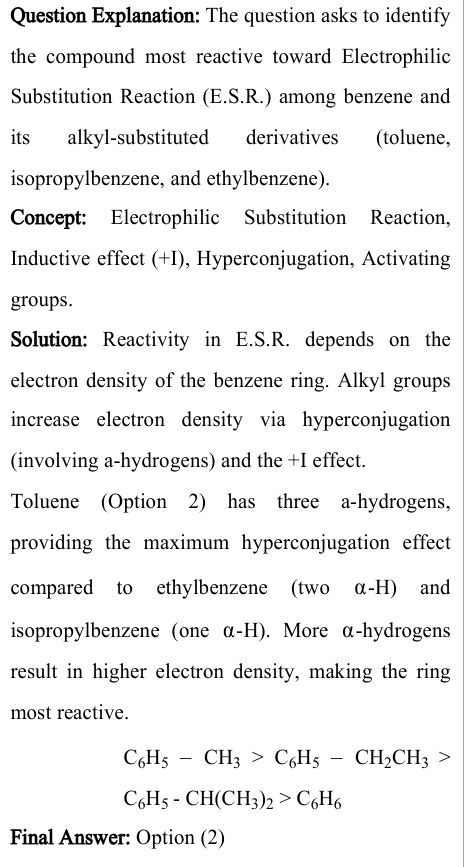 Question Explanation: The question asks to identify
the compound most reactive toward Electrophilic
Substitution Reaction (E.S.R.) among benzene and
its alkyl-substituted derivatives (toluene,
isopropylbenzene, and ethylbenzene).
Concept: Electrophilic Substitution Reaction,
Inductive effect (+I), Hyperconjugation, Activating
groups.
Solution: Reactivity in E.S.R. depends on the
electron density of the benzene ring. Alkyl groups
increase electron density via hyperconjugation
(involving a-hydrogens) and the +I effect.
Toluene (Option 2) has three a-hydrogens,
providing the maximum hyperconjugation effect
compared to ethylbenzene (two α-H) and
isopropylbenzene (one α-H). More α-hydrogens
result in higher electron density, making the ring
most reactive.
C₆H₅ − CH₃ > C₆H₅ − CH₂CH₃ >
C₆H₅ - CH(CH₃)₂ > C₆H₆
Final Answer: Option (2)